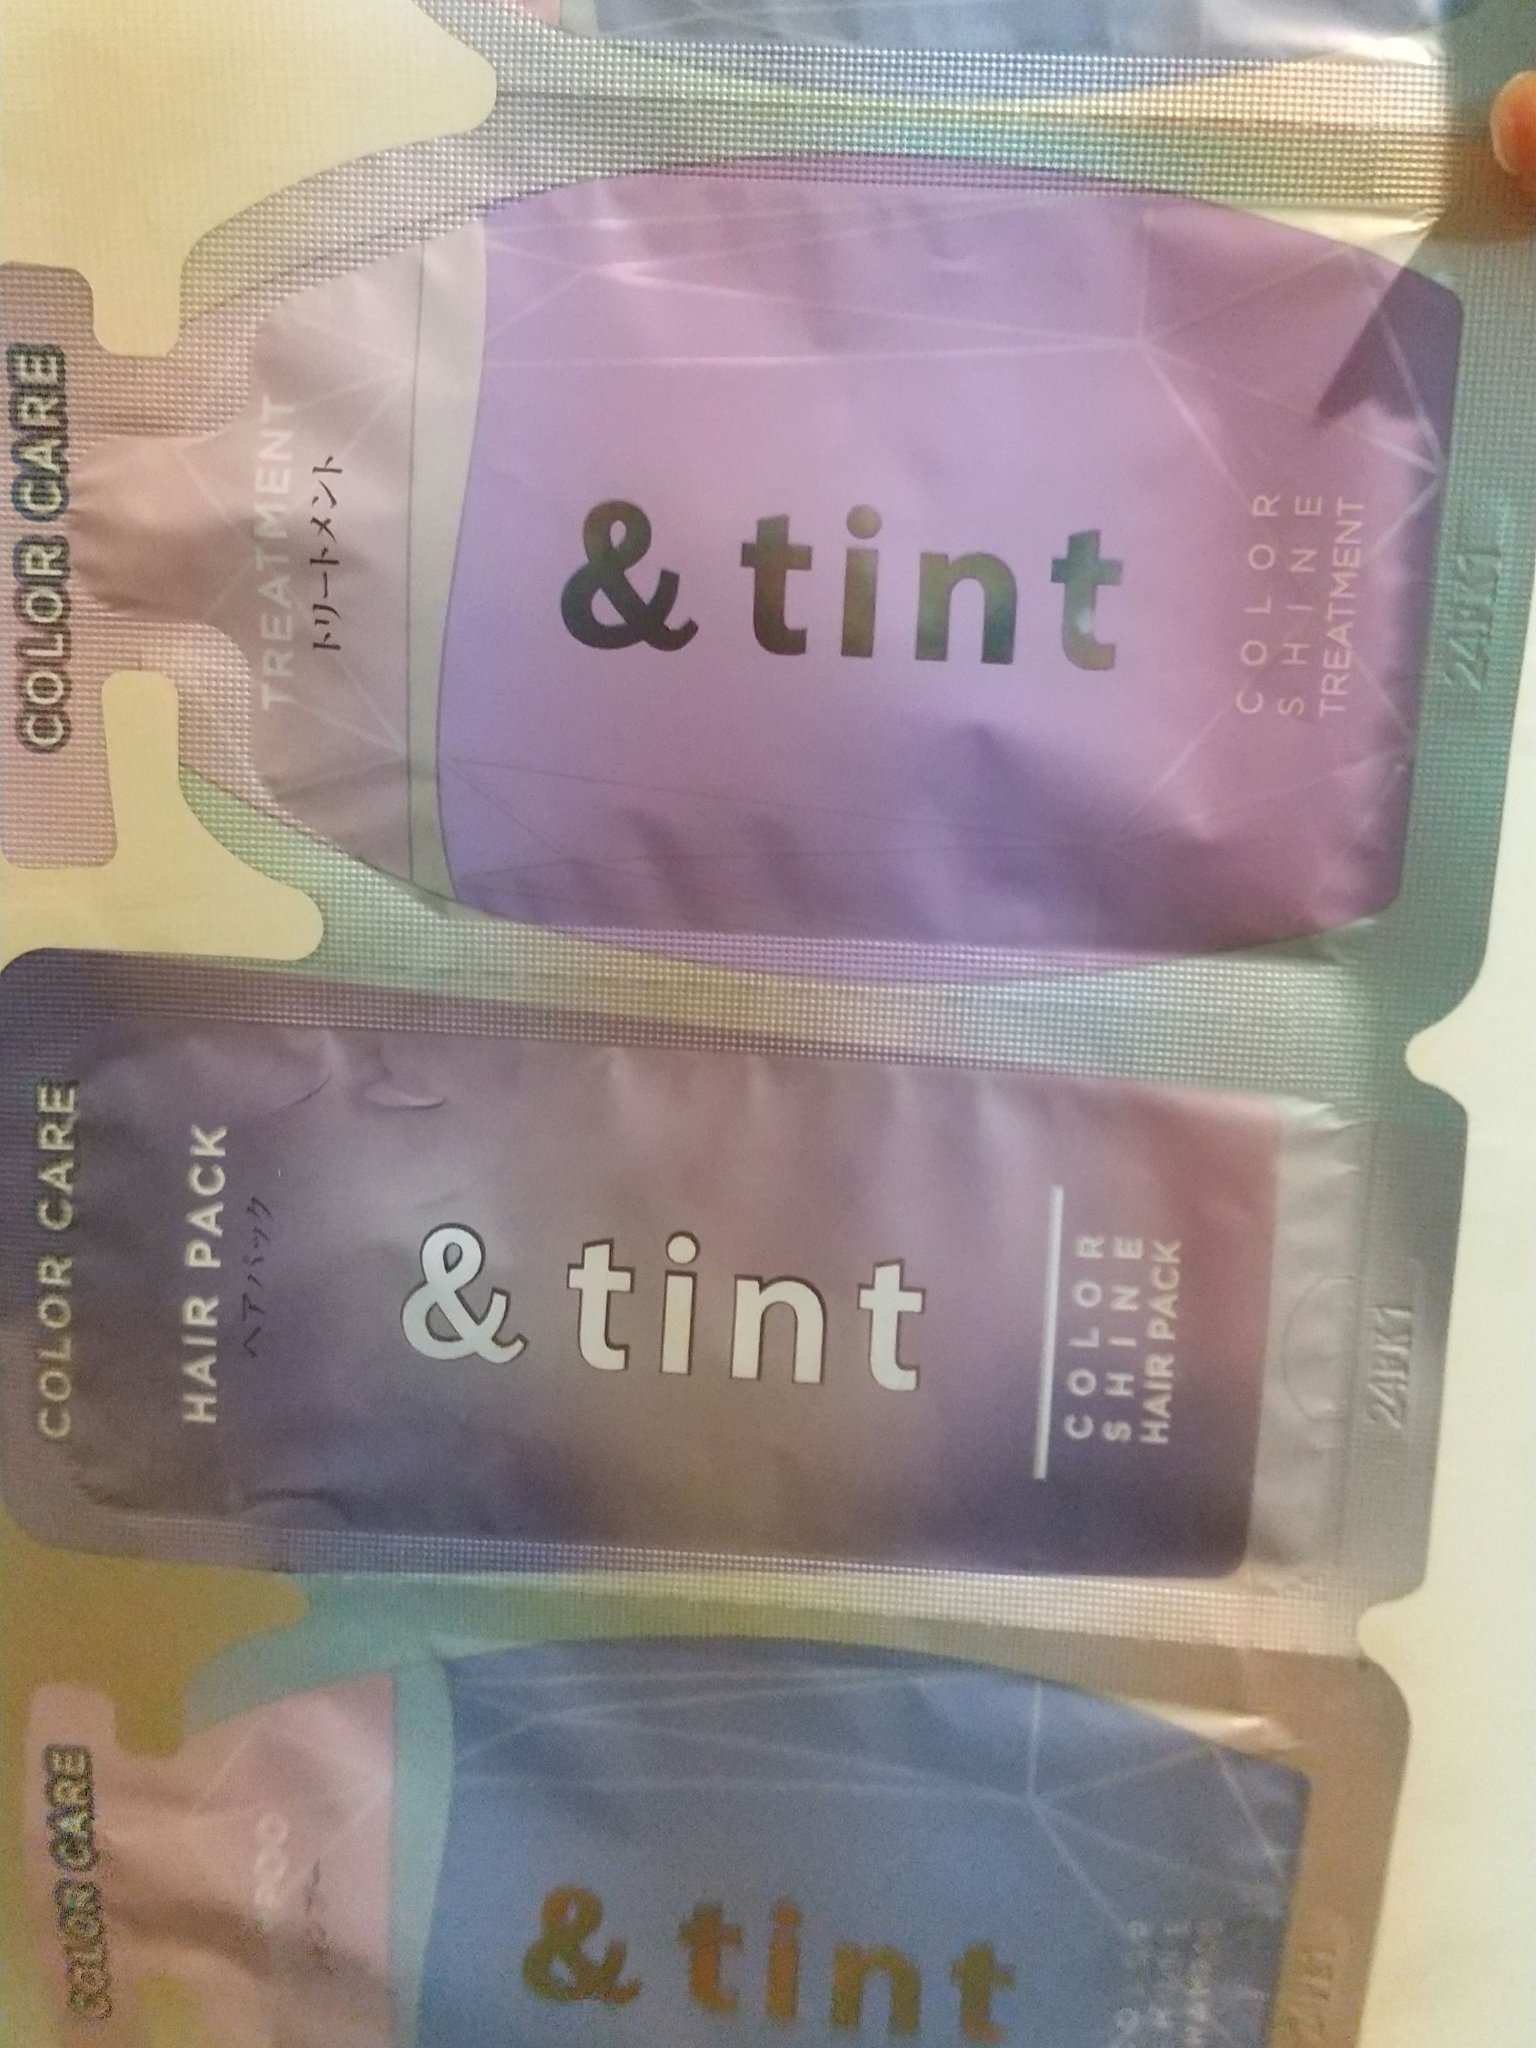 COLOR CARE
TREATMENT
トリートメント
& tint
COLOR
SHINE
TREATMENT
COLOR CARE
HAIR PACK
ヘアパック
& tint
COLOR
SHINE
HAIR PACK
COLOR CARE
& tint